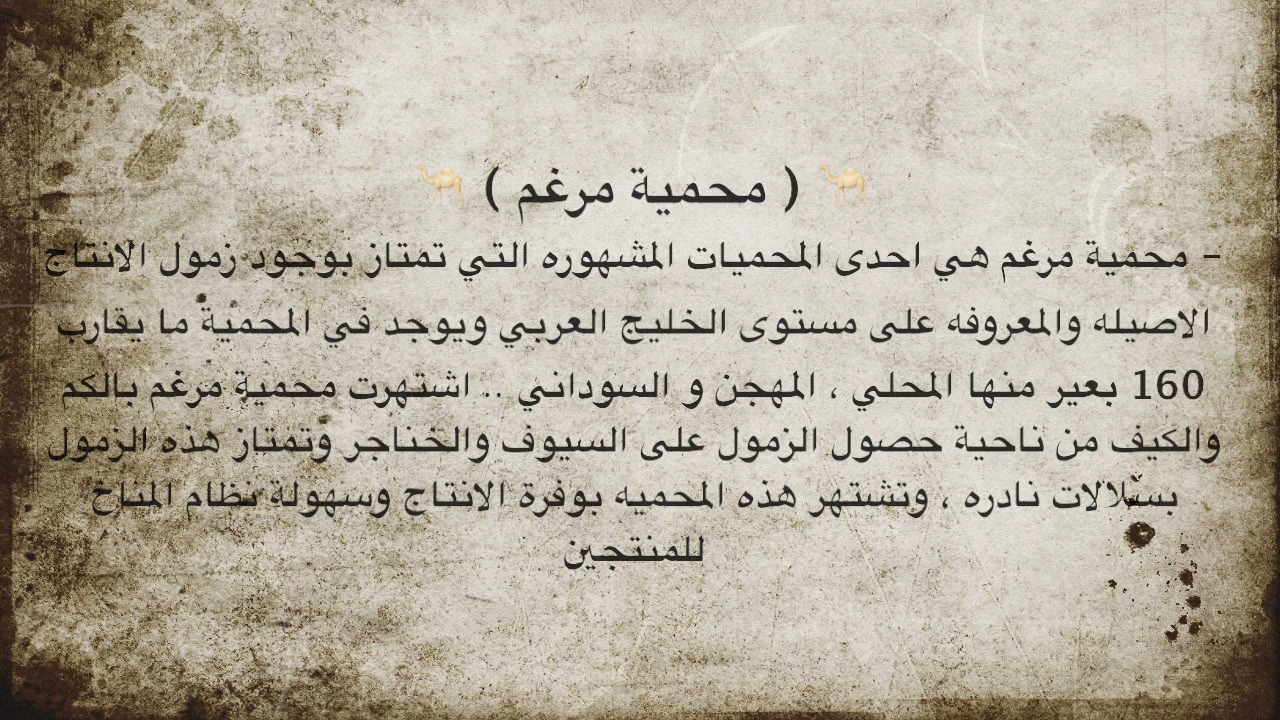 🐪 ( محمية مرغم ) 🐪
- محمية مرغم هي احدى المحميات المشهوره التي تمتاز بوجود زمول الانتاج
الاصيله والمعروفه على مستوى الخليج العربي ويوجد في المحمية ما يقارب
160 بعير منها المحلي ، المهجن و السوداني .. اشتهرت محمية مرغم بالكم
والكيف من ناحية حصول الزمول على السيوف والخناجر وتمتاز هذه الزمول
بسلالات نادره ، وتشتهر هذه المحميه بوفرة الانتاج وسهولة نظام المناخ
للمنتجين